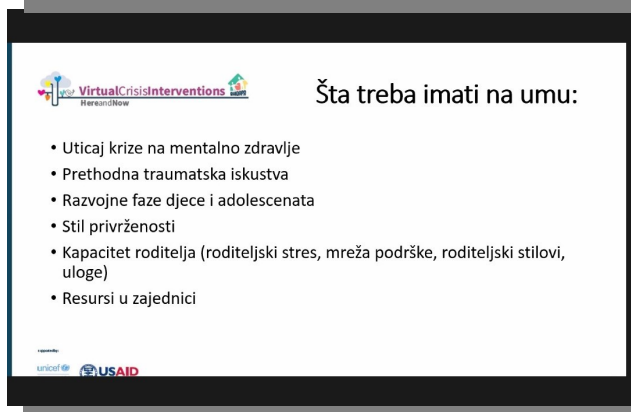 VirtualCrisisInterventions
HereandNow
Šta treba imati na umu:
• Uticaj krize na mentalno zdravlje
• Prethodna traumatska iskustva
• Razvojne faze djece i adolescenata
• Stil privrženosti
• Kapacitet roditelja (roditeljski stres, mreža podrške, roditeljski stilovi,
uloge)
• Resursi u zajednici
unicef
USAID